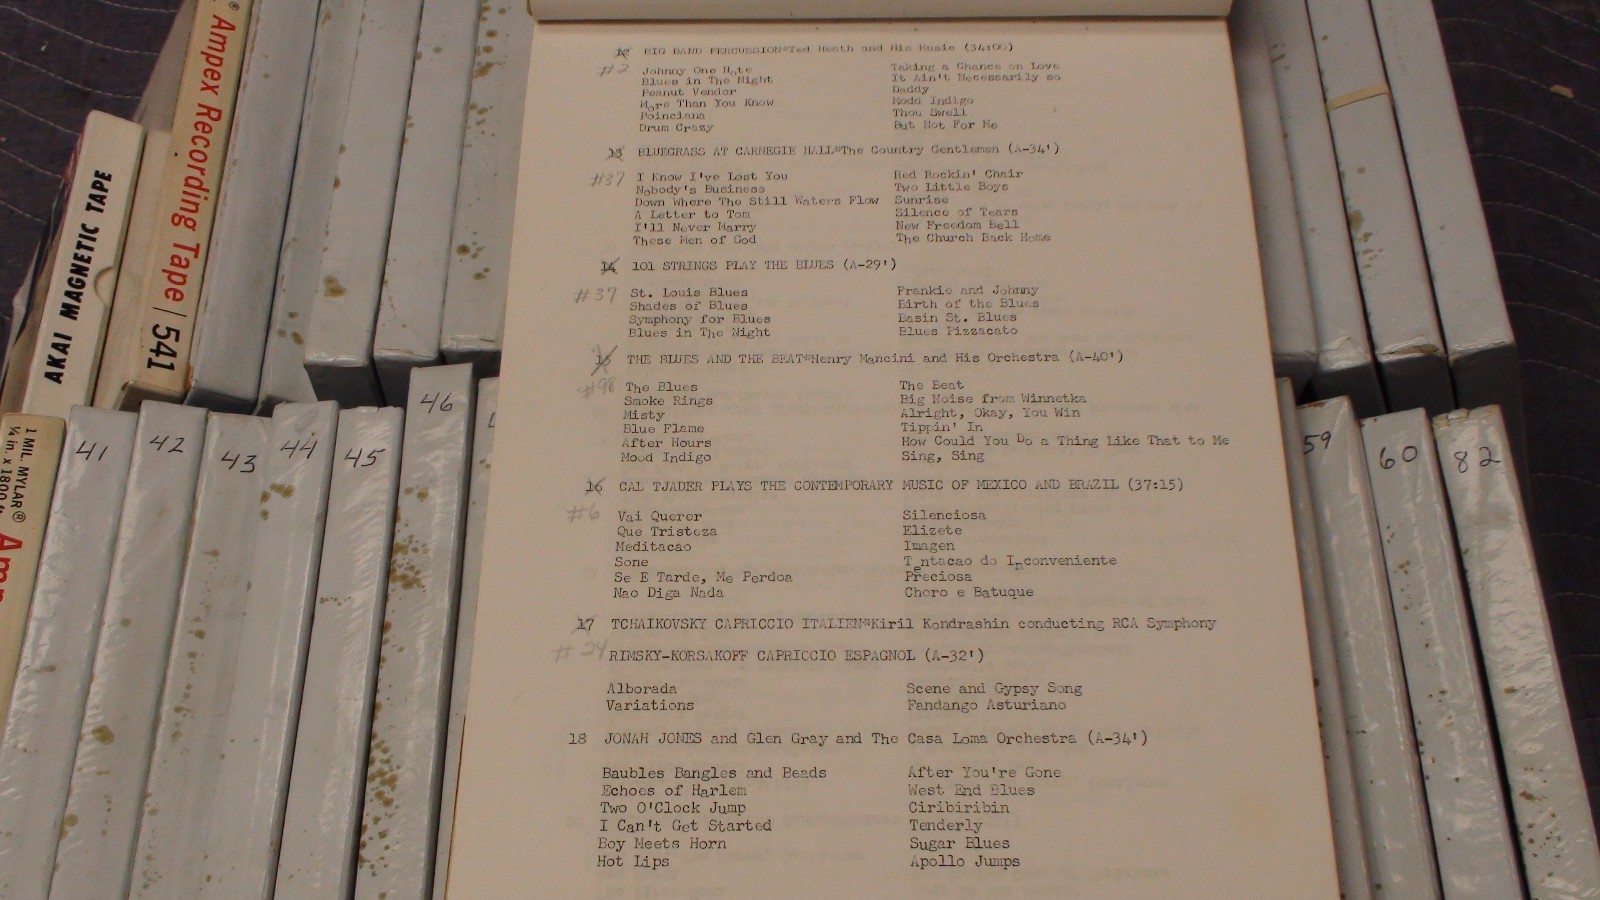 12 BIG BAND PERCUSSION*Ted Heath and His Music (34:00)
#2
Johnny One Note Taking a Chance on Love
Blues in The Night It Ain't Necessarily so
Peanut Vendor Daddy
More Than You Know Mood Indigo
Poinciana Thou Swell
Drum Crazy But Not For Me
13 BLUEGRASS AT CARNEGIE HALL*The Country Gentlemen (A-34')
#37
I Know I've Lost You Red Rockin' Chair
Nobody's Business Two Little Boys
Down Where The Still Waters Flow Sunrise
A Letter to Tom Silence of Tears
I'll Never Marry New Freedom Bell
These Men of God The Church Back Home
14 101 STRINGS PLAY THE BLUES (A-29')
#37
St. Louis Blues Frankie and Johnny
Shades of Blues Birth of the Blues
Symphony for Blues Basin St. Blues
Blues in The Night Blues Pizzacato
15 THE BLUES AND THE BEAT*Henry Mancini and His Orchestra (A-40')
#98
The Blues The Beat
Smoke Rings Big Noise from Winnetka
Misty Alright, Okay, You Win
Blue Flame Tippin' In
After Hours How Could You Do a Thing Like That to Me
Mood Indigo Sing, Sing
16 CAL TJADER PLAYS THE CONTEMPORARY MUSIC OF MEXICO AND BRAZIL (37:15)
#6
Vai Querer Silenciosa
Que Tristeza Elizete
Meditacao Imagen
Sone Tentacao do Inconveniente
Se E Tarde, Me Perdoa Preciosa
Nao Diga Nada Choro e Batuque
17 TCHAIKOVSKY CAPRICCIO ITALIEN*Kiril Kondrashin conducting RCA Symphony
#24
RIMSKY-KORSAKOFF CAPRICCIO ESPAGNOL (A-32')
Alborada Scene and Gypsy Song
Variations Fandango Asturiano
18 JONAH JONES and Glen Gray and The Casa Loma Orchestra (A-34')
Baubles Bangles and Beads After You're Gone
Echoes of Harlem West End Blues
Two O'Clock Jump Ciribiribin
I Can't Get Started Tenderly
Boy Meets Horn Sugar Blues
Hot Lips Apollo Jumps
AKAI MAGNETIC TAPE
® Ampex Recording Tape | 541
1 MIL. MYLAR®
¼ in. x 1800
41
42
43
44
45
46
59
60
82